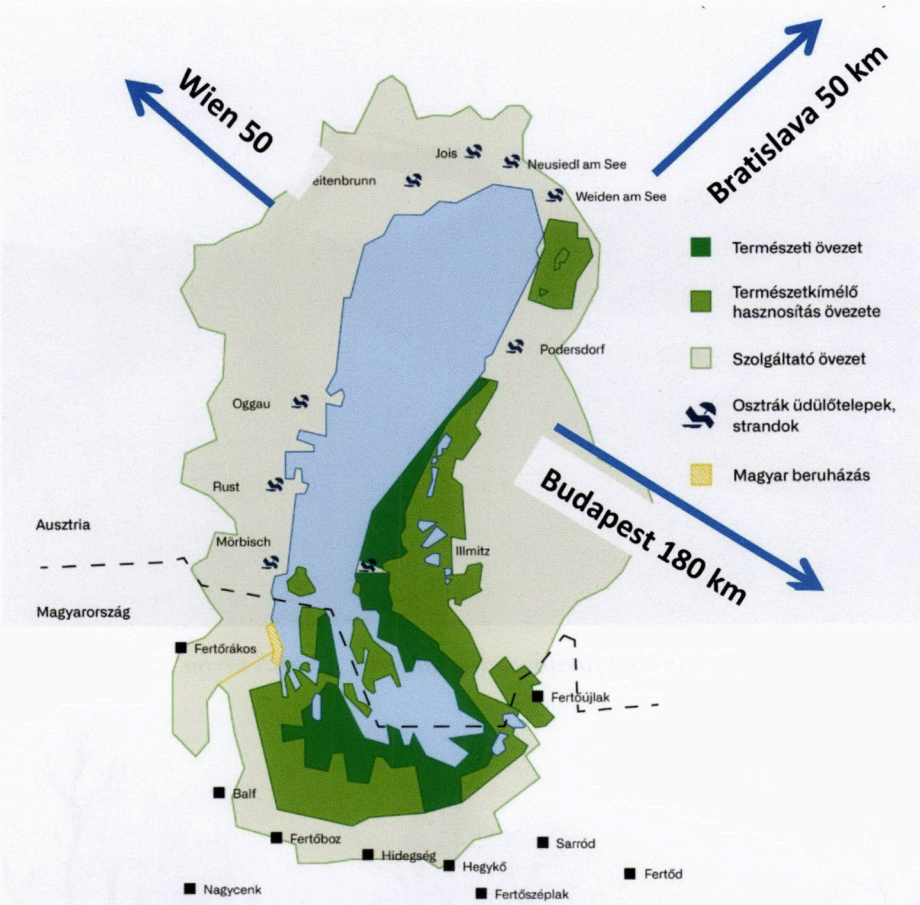 Wien 50
Bratislava 50 km
Jois
Neusiedl am See
eitenbrunn
Weiden am See
Természeti övezet
Természetkímélő
hasznosítás övezete
Podersdorf
Szolgáltató övezet
Oggau
Osztrák üdülőtelepek,
strandok
Rust
Magyar beruházás
Budapest 180 km
Ausztria
Mörbisch
Illmitz
Magyarország
Fertőrákos
Fertőújlak
Balf
Fertőboz
Sarród
Hidegség
Hegykő
Fertőd
Nagycenk
Fertőszéplak